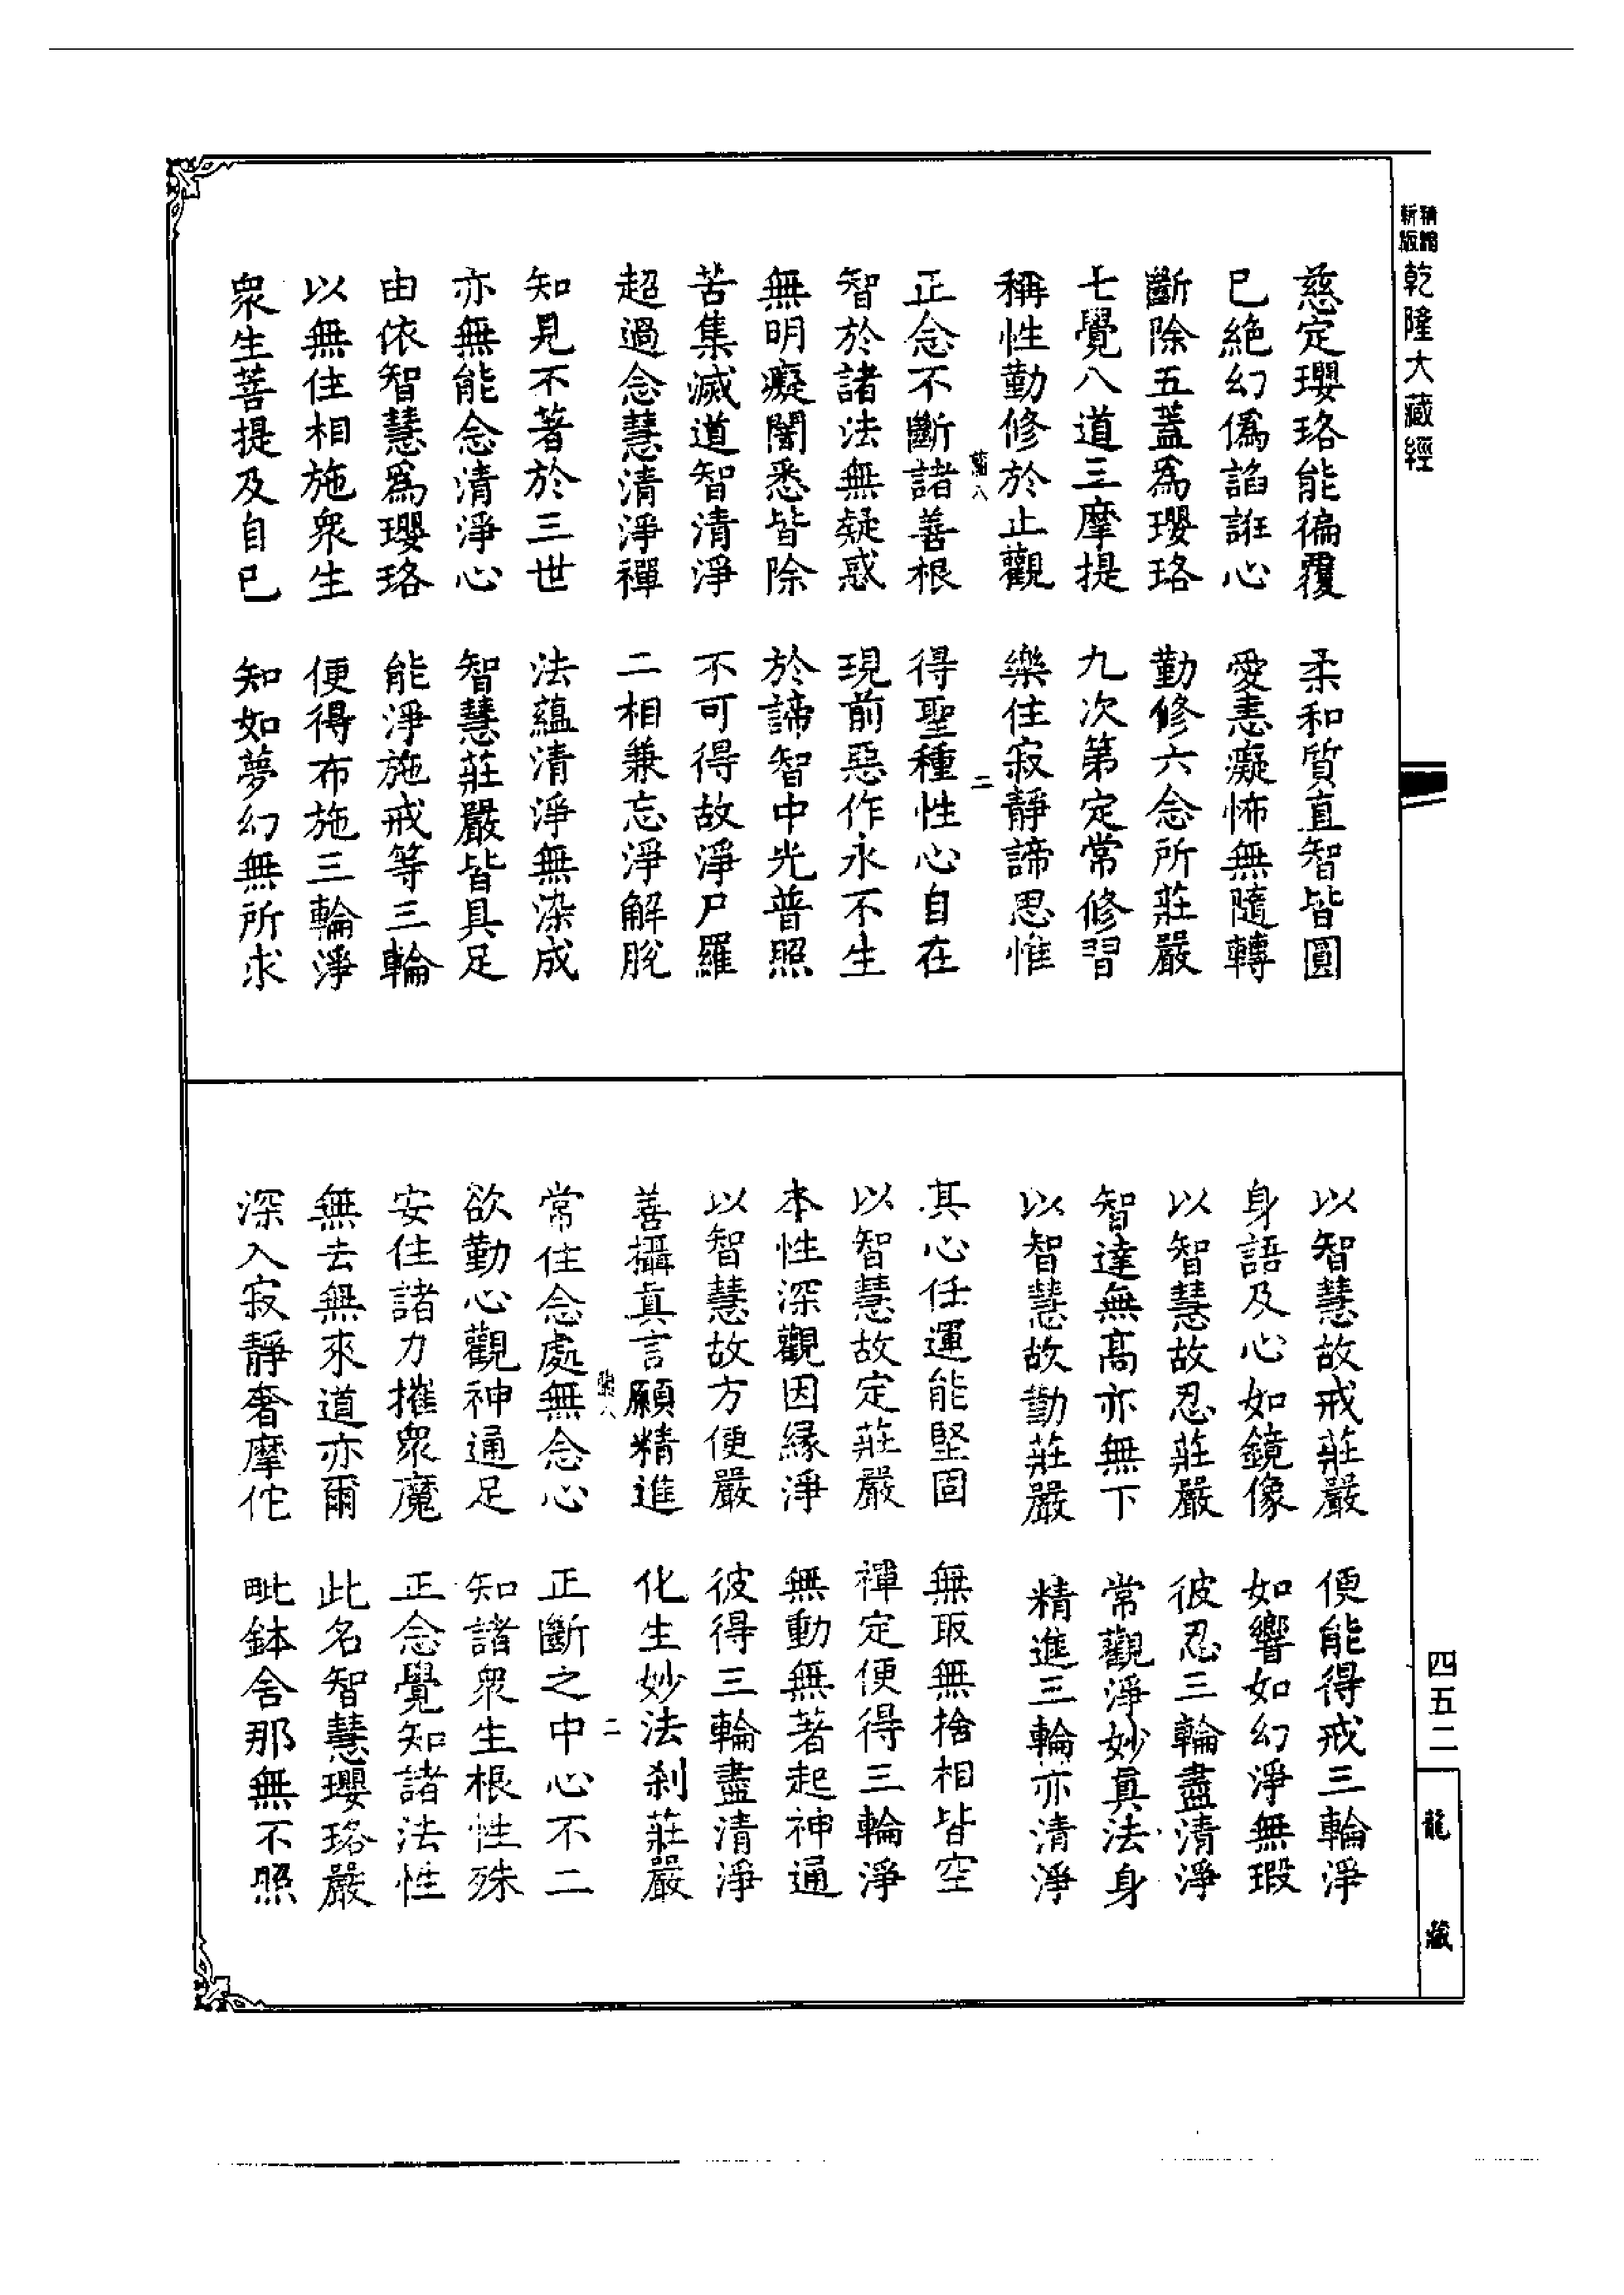 精縮新版
乾隆大藏經
慈定瓔珞能徧覆　柔和質直智皆圓
已絕幻僞諂誑心　愛恚癡怖無隨轉
斷除五蓋爲瓔珞　勤修六念所莊嚴
七覺八道三摩提　九次第定常修習
稱性勤修於止觀　樂住寂靜諦思惟
二
正念不斷諸善根　得聖種性心自在
智於諸法無疑惑　現前惡作永不生
無明癡闇悉皆除　於諦智中光普照
苦集滅道智清淨　不可得故淨尸羅
超過念慧清淨禪　二相兼忘淨解脫
知見不著於三世　法蘊清淨無染成
亦無能念清淨心　智慧莊嚴皆具足
由依智慧爲瓔珞　能淨施戒等三輪
以無住相施衆生　便得布施三輪淨
衆生菩提及自已　知如夢幻無所求
以智慧故戒莊嚴　便能得戒三輪淨
身語及心如鏡像　如響如幻淨無瑕
以智慧故忍莊嚴　彼忍三輪盡清淨
智達無高亦無下　常觀淨妙眞法身
以智慧故勤莊嚴　精進三輪亦清淨
其心任運能堅固　無取無捨相皆空
以智慧故定莊嚴　禪定便得三輪淨
本性深觀因緣淨　無動無著起神通
以智慧故方便嚴　彼得三輪盡清淨
善攝眞言願精進　化生妙法刹莊嚴
二
常住念處無念心　正斷之中心不二
欲勤心觀神通足　知諸衆生根性殊
安住諸力摧衆魔　正念覺知諸法性
無去無來道亦爾　此名智慧瓔珞嚴
深入寂靜奢摩佗　毗鉢舍那無不照
四五二
龍藏